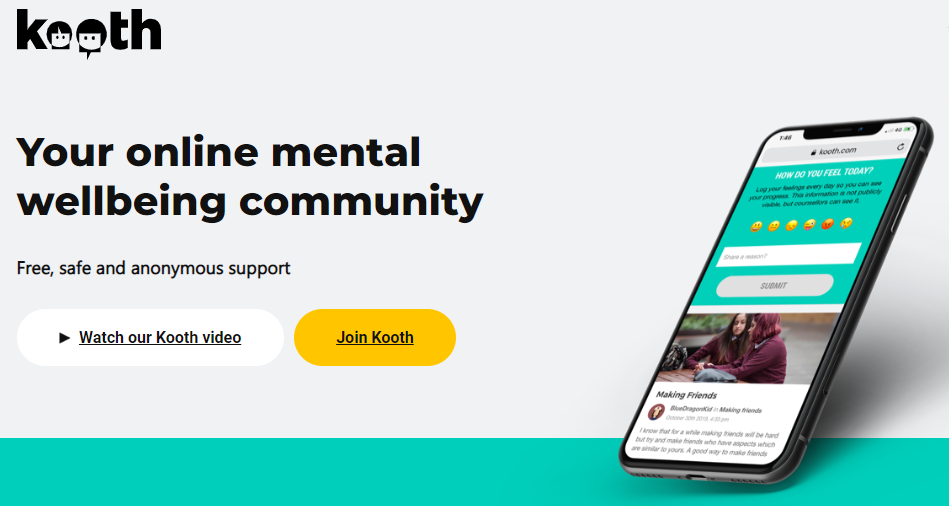 kooth
Your online mental
wellbeing community
Free, safe and anonymous support
Watch our Kooth video
Join Kooth
1:46
4G
kooth.com
HOW DO YOU FEEL TODAY?
Log your feelings every day so you can see
your progress. This information is not publicly
visible, but counsellors can see it.
Share a reason?
SUBMIT
Making Friends
BlueDragonKid in Making friends
October 30th 2019, 4:30 pm
I know that for a while making friends will be hard
but try and make friends who have aspects which
are similar to yours. A good way to make friends